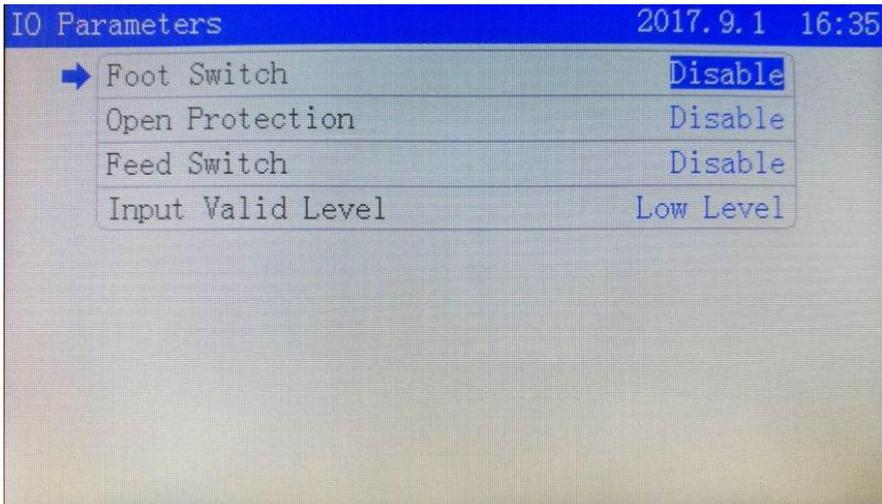 IO Parameters 2017.9.1 16:35
Foot Switch Disable
Open Protection Disable
Feed Switch Disable
Input Valid Level Low Level